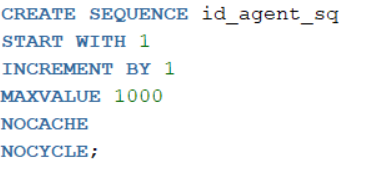 CREATE SEQUENCE id_agent_sq
START WITH 1
INCREMENT BY 1
MAXVALUE 1000
NOCACHE
NOCYCLE;